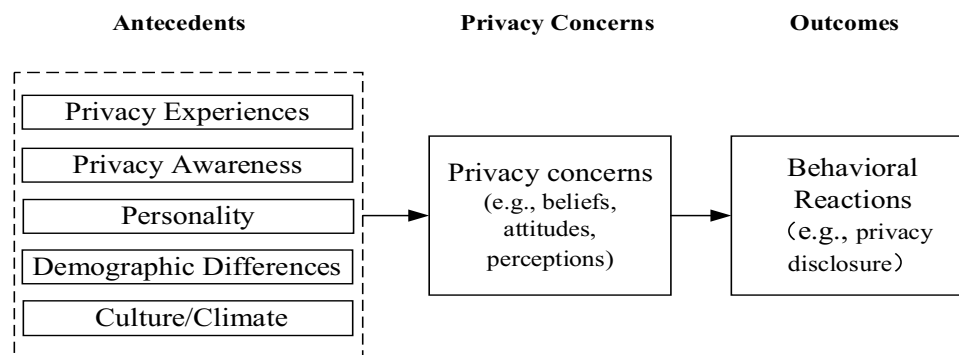 Antecedents
Privacy Concerns
Outcomes
Privacy Experiences
Privacy Awareness
Personality
Demographic Differences
Culture/Climate
Privacy concerns
(e.g., beliefs,
attitudes,
perceptions)
Behavioral
Reactions
（e.g., privacy
disclosure）